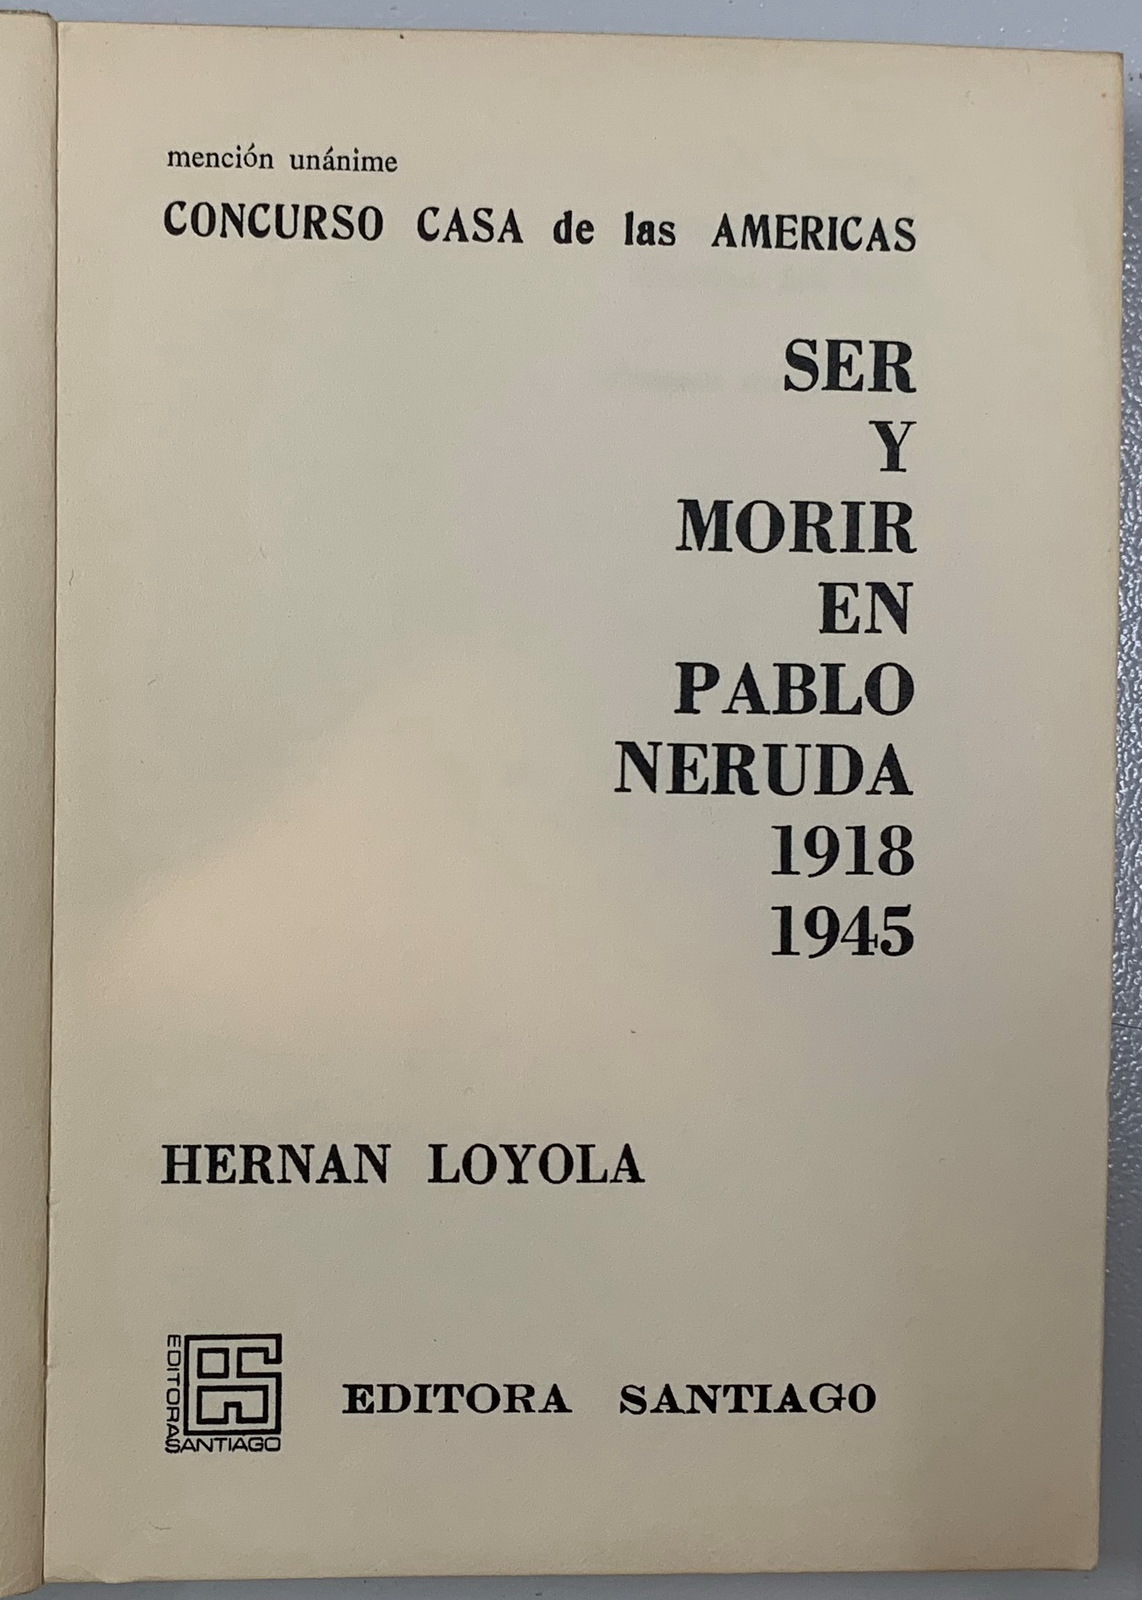 mención unánime
CONCURSO CASA de las AMERICAS
SER
Y
MORIR
EN
PABLO
NERUDA
1918
1945
HERNAN LOYOLA
EDITORA
SANTIAGO
EDITORA SANTIAGO